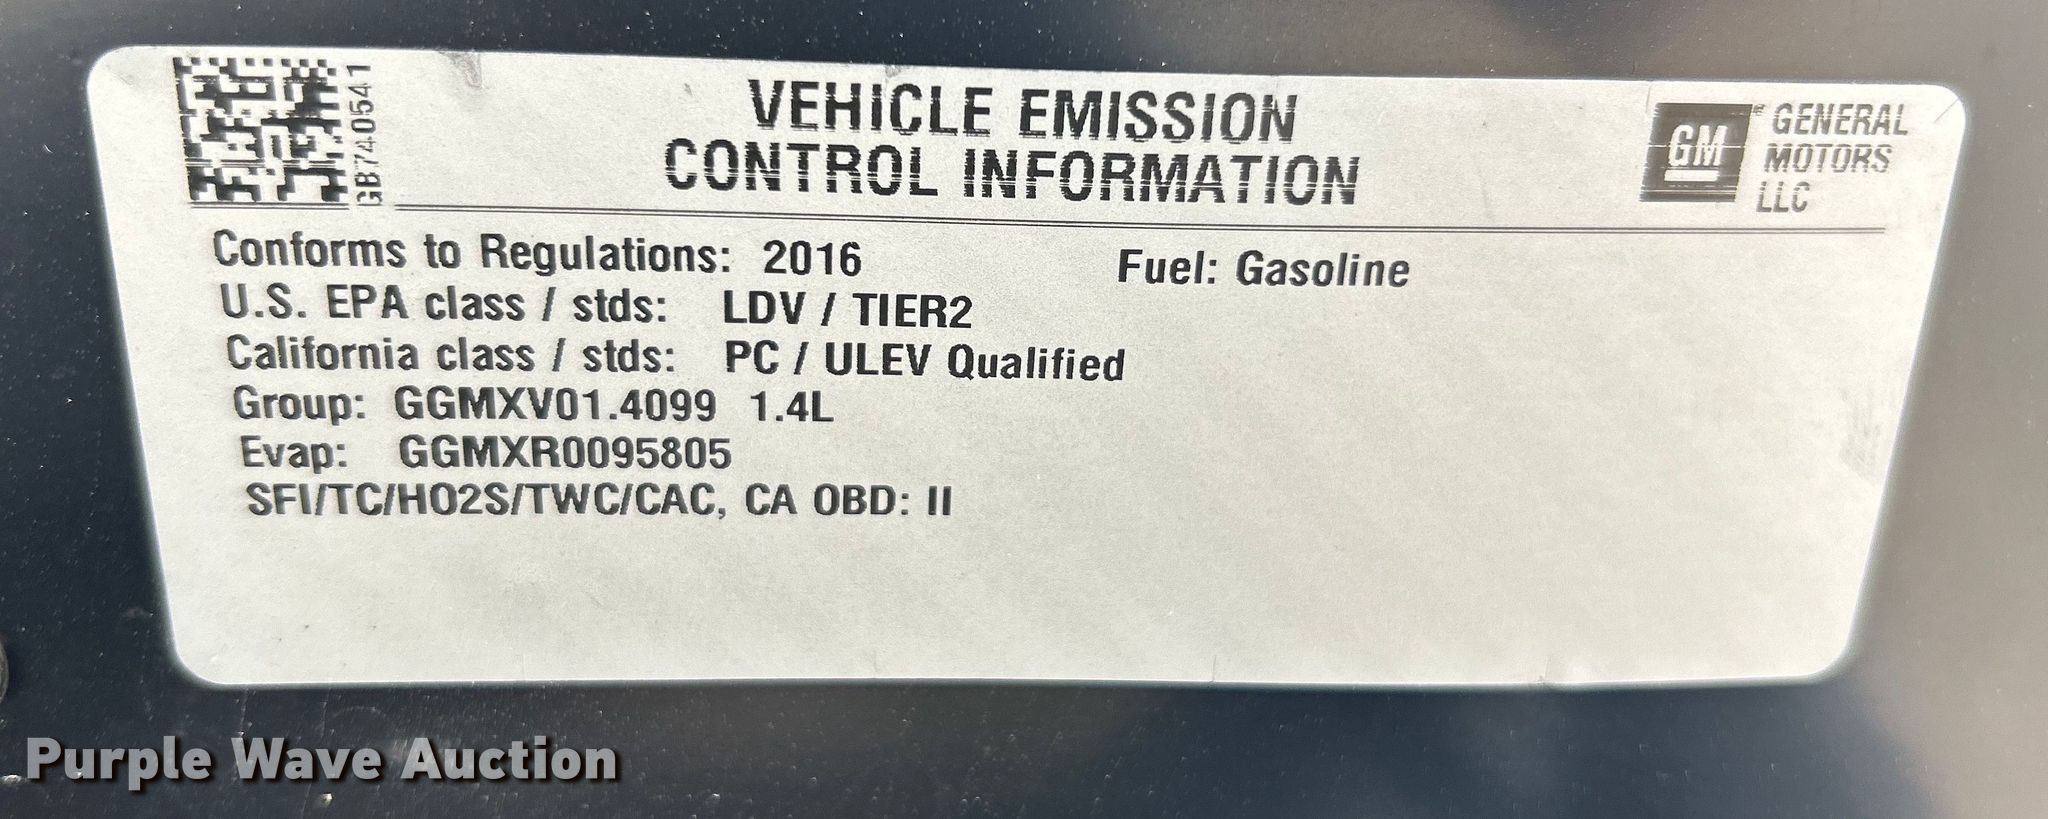 GB740541
VEHICLE EMISSION
CONTROL INFORMATION
GM
GENERAL
MOTORS
LLC
Conforms to Regulations: 2016 Fuel: Gasoline
U.S. EPA class / stds: LDV / TIER2
California class / stds: PC / ULEV Qualified
Group: GGMXV01.4099 1.4L
Evap: GGMXR0095805
SFI/TC/HO2S/TWC/CAC, CA OBD: II
Purple Wave Auction